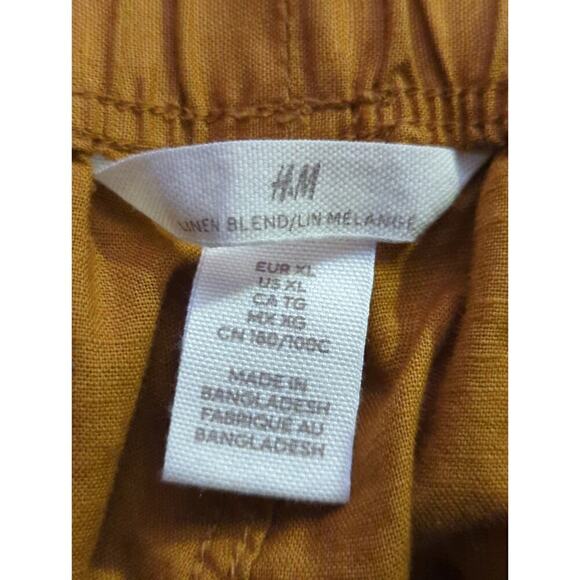 H&M
LINEN BLEND/LIN MÉLANGÉ
EUR XL
US XL
CA TG
MX XG
CN 180/100C
MADE IN
BANGLADESH
FABRIQUÉ AU
BANGLADESH